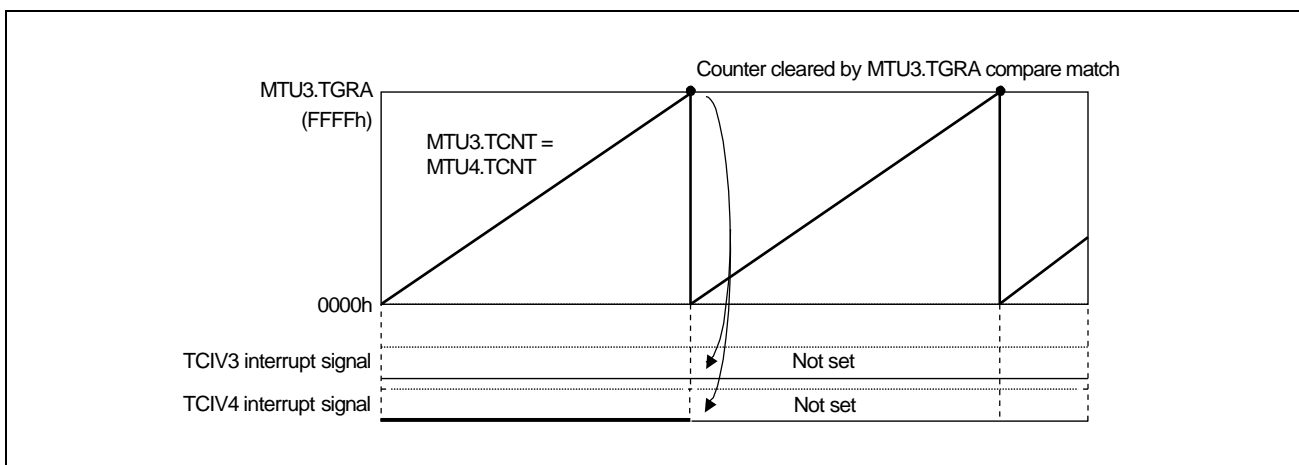 Counter cleared by MTU3.TGRA compare match
MTU3.TGRA
(FFFFh)
MTU3.TCNT =
MTU4.TCNT
0000h
TCIV3 interrupt signal
Not set
TCIV4 interrupt signal
Not set